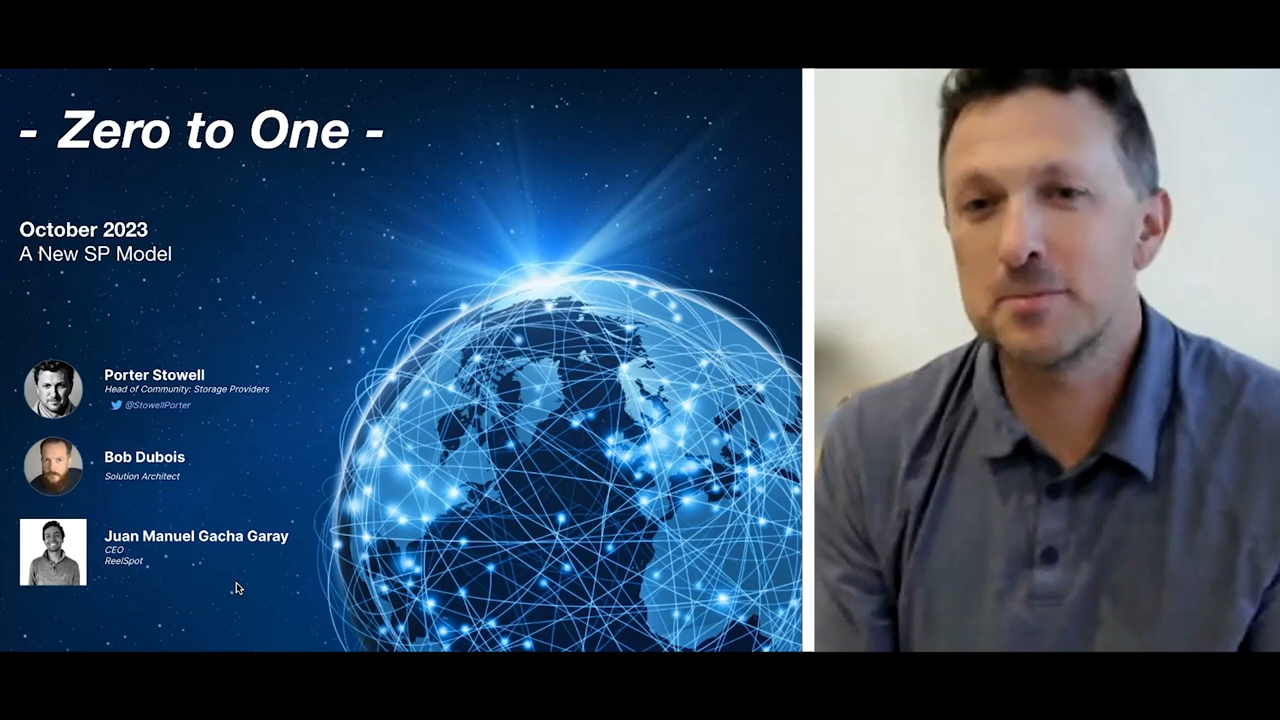 - Zero to One -
October 2023
A New SP Model
Porter Stowell
Head of Community: Storage Providers
@StowellPorter
Bob Dubois
Solution Architect
Juan Manuel Gacha Garay
CEO
ReelSpot